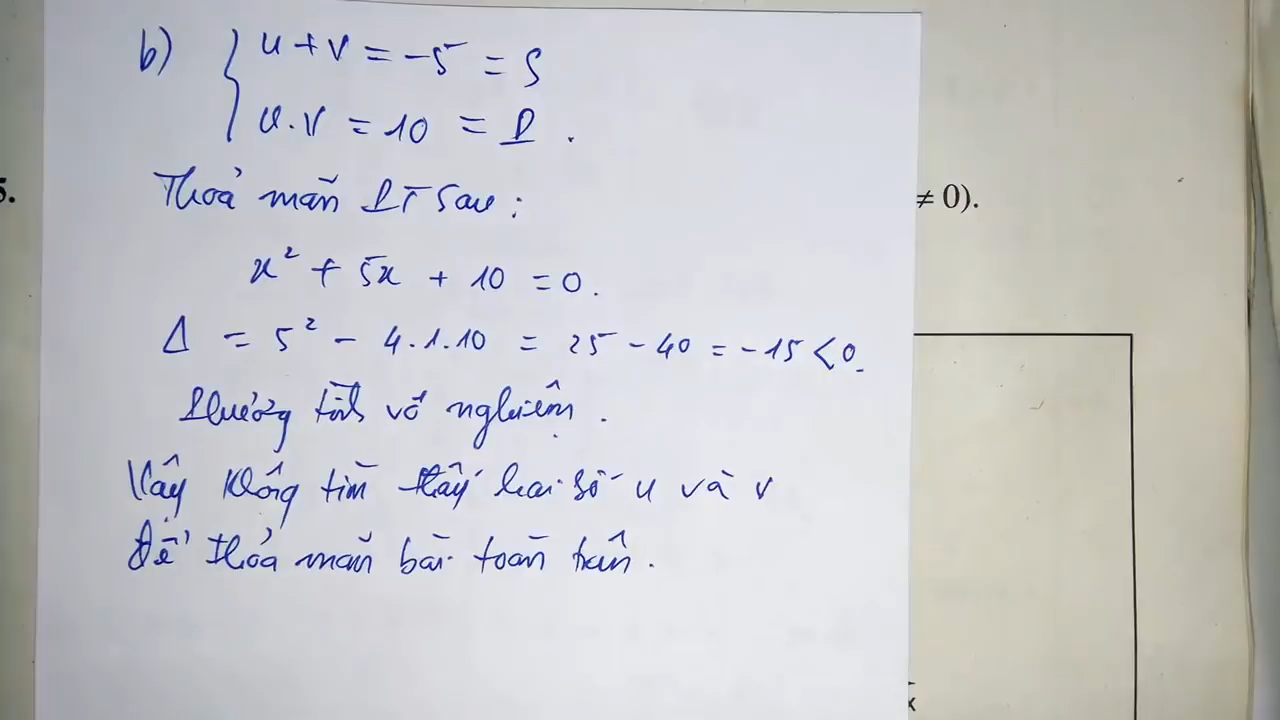 b) { u + v = -5 = S
u.v = 10 = P.
Thoả mãn PT sau:
5.
≠ 0).
x² + 5x + 10 = 0.
Δ = 5² - 4.1.10 = 25 - 40 = -15 < 0.
Phương trình vô nghiệm.
Vậy không tìm thấy hai số u và v
Để thỏa mãn bài toán trên.
x